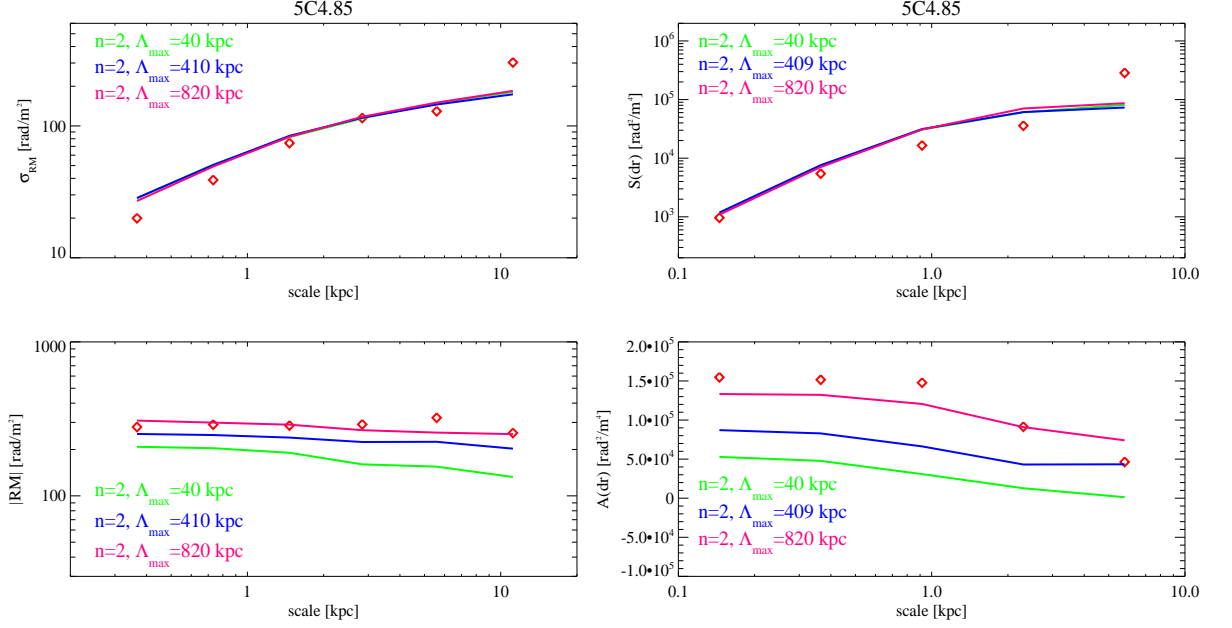 5C4.85
n=2, Λmax=40 kpc
n=2, Λmax=410 kpc
n=2, Λmax=820 kpc
100
10
σRM [rad/m²]
1
10
scale [kpc]
5C4.85
n=2, Λmax=40 kpc
n=2, Λmax=409 kpc
n=2, Λmax=820 kpc
10⁶
10⁵
10⁴
10³
S(dr) [rad²/m⁴]
0.1
1.0
10.0
scale [kpc]
1000
100
|RM| [rad/m²]
n=2, Λmax=40 kpc
n=2, Λmax=410 kpc
n=2, Λmax=820 kpc
1
10
scale [kpc]
2.0•10⁵
1.5•10⁵
1.0•10⁵
5.0•10⁴
0
-5.0•10⁴
-1.0•10⁵
A(dr) [rad²/m⁴]
n=2, Λmax=40 kpc
n=2, Λmax=409 kpc
n=2, Λmax=820 kpc
0.1
1.0
10.0
scale [kpc]